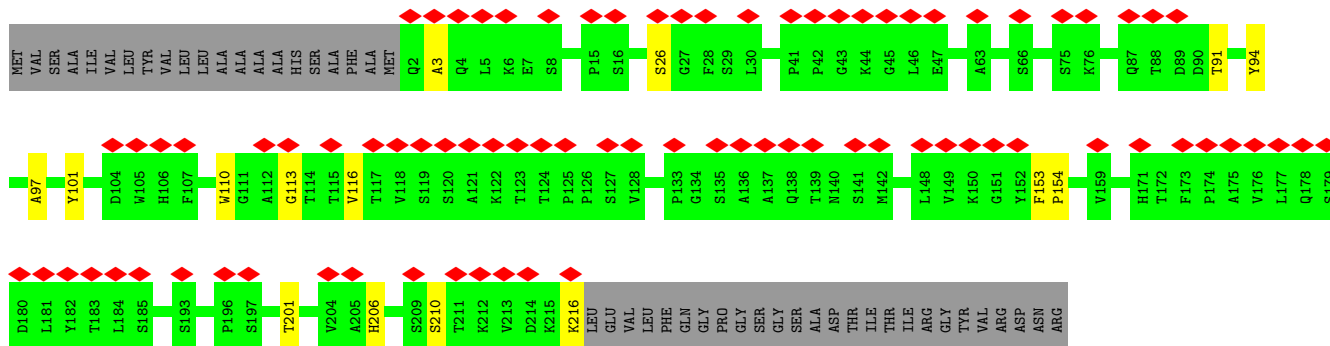 MET VAL SER ALA ILE VAL LEU TYR VAL LEU LEU ALA ALA ALA ALA HIS SER ALA PHE ALA MET Q2 A3 Q4 L5 K6 E7 S8 P15 S16 S26 G27 F28 S29 L30 P41 P42 G43 K44 G45 L46 E47 A63 S66 S75 K76 Q87 T88 D89 D90 T91 Y94
A97 Y101 D104 W105 H106 F107 W110 G111 A112 G113 T114 T115 V116 T117 V118 S119 S120 A121 K122 T123 T124 P125 P126 S127 V128 P133 G134 S135 A136 A137 Q138 T139 N140 S141 M142 L148 V149 K150 G151 Y152 F153 P154 V159 H171 T172 F173 P174 A175 V176 L177 Q178 S179
D180 L181 Y182 T183 L184 S185 S193 P196 S197 T201 V204 A205 H206 S209 S210 T211 K212 V213 D214 K215 K216 LEU GLU VAL LEU PHE GLN GLY PRO GLY SER GLY SER ALA ASP THR ILE THR ILE ARG GLY TYR VAL ARG ASP ASN ARG